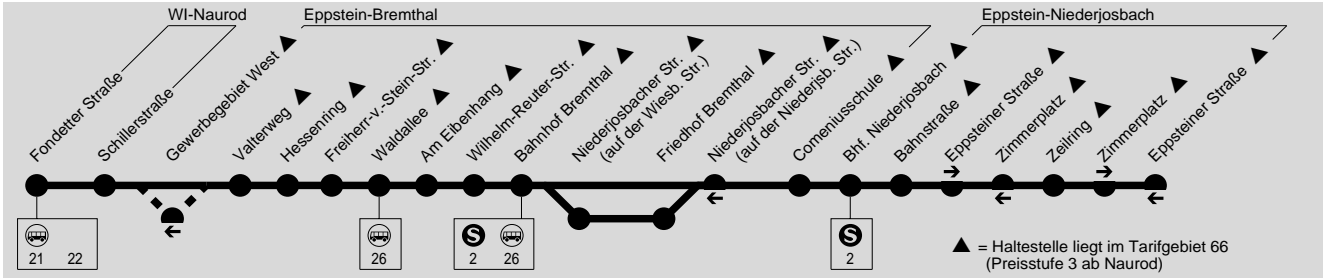 WI-Naurod
Eppstein-Bremthal
Eppstein-Niederjosbach
Fondetter Straße
Schillerstraße
Gewerbegebiet West ▲
Valterweg ▲
Hessenring ▲
Freiherr-v.-Stein-Str. ▲
Waldallee ▲
Am Eibenhang ▲
Wilhelm-Reuter-Str. ▲
Bahnhof Bremthal ▲
Niederjosbacher Str. ▲
(auf der Wiesb. Str.)
Friedhof Bremthal ▲
Niederjosbacher Str. ▲
(auf der Niederjsb. Str.)
Comeniusschule ▲
Bhf. Niederjosbach ▲
Bahnstraße ▲
Eppsteiner Straße ▲
Zimmerplatz ▲
Zeilring ▲
Zimmerplatz ▲
Eppsteiner Straße ▲
→ →
← ← ← ←
21 22
26
S
2 26
S
2
▲ = Haltestelle liegt im Tarifgebiet 66
(Preisstufe 3 ab Naurod)